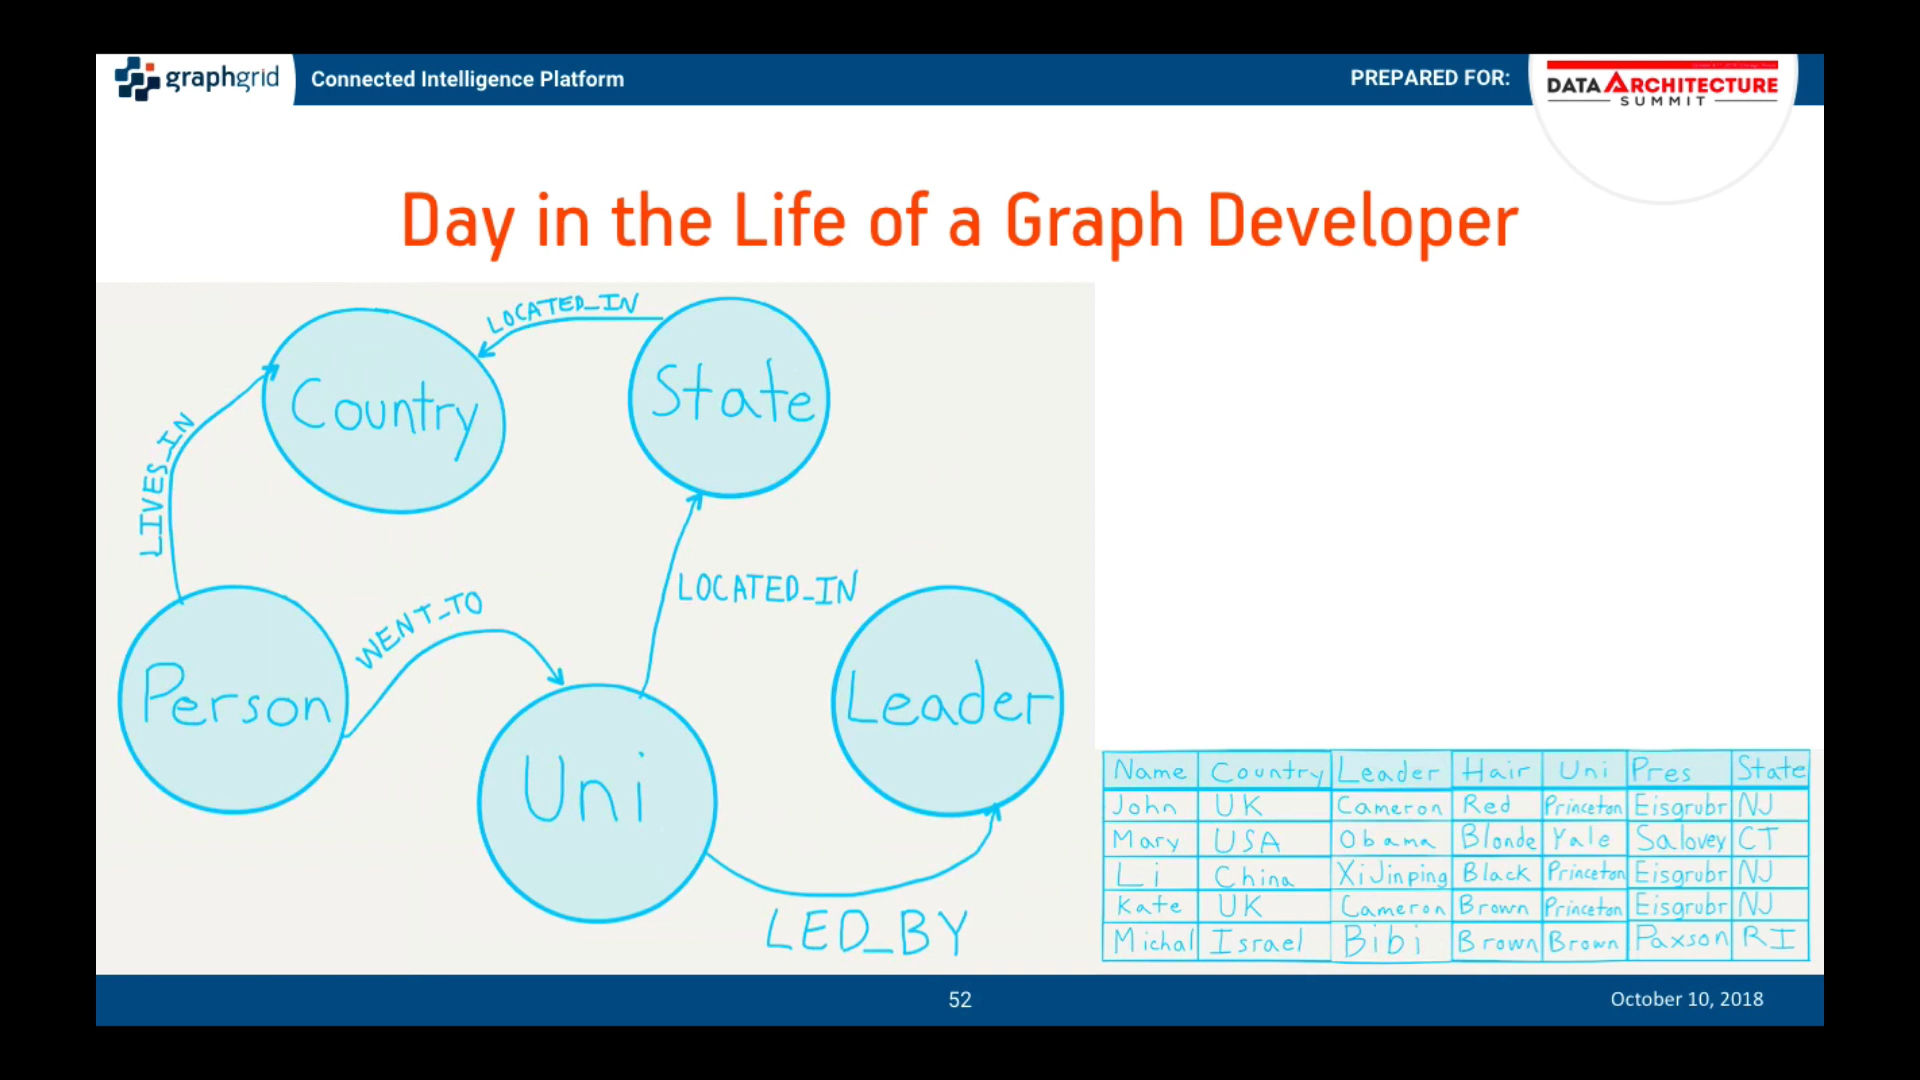 graphgrid
Connected Intelligence Platform
PREPARED FOR:
DATA ARCHITECTURE
SUMMIT
Day in the Life of a Graph Developer
LOCATED_IN
Country
State
LIVES_IN
LOCATED_IN
WENT_TO
Person
Leader
Uni
LED_BY
Name Country Leader Hair Uni Pres State
John UK Cameron Red Princeton Eisgrubr NJ
Mary USA Obama Blonde Yale Salovey CT
Li China XiJinping Black Princeton Eisgrubr NJ
Kate UK Cameron Brown Princeton Eisgrubr NJ
Michal Israel Bibi Brown Brown Paxson RI
52
October 10, 2018